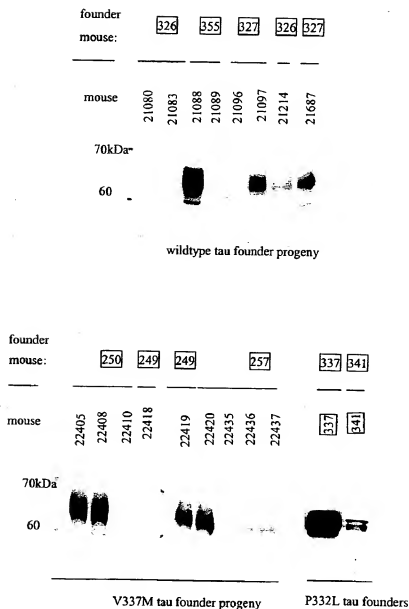 founder
mouse: 326 355 327 326 327
mouse 21080 21083 21088 21089 21096 21097 21214 21687
70kDa
60
wildtype tau founder progeny
founder
mouse: 250 249 249 257 337 341
mouse 22405 22408 22410 22418 22419 22420 22435 22436 22437 337 341
70kDa
60
V337M tau founder progeny P332L tau founders